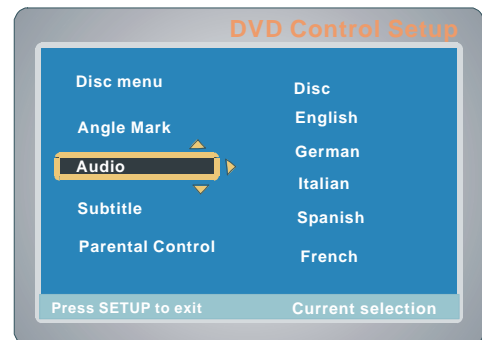 DVD Control Setup
Disc menu
Angle Mark
Audio
Subtitle
Parental Control
Disc
English
German
Italian
Spanish
French
Press SETUP to exit
Current selection